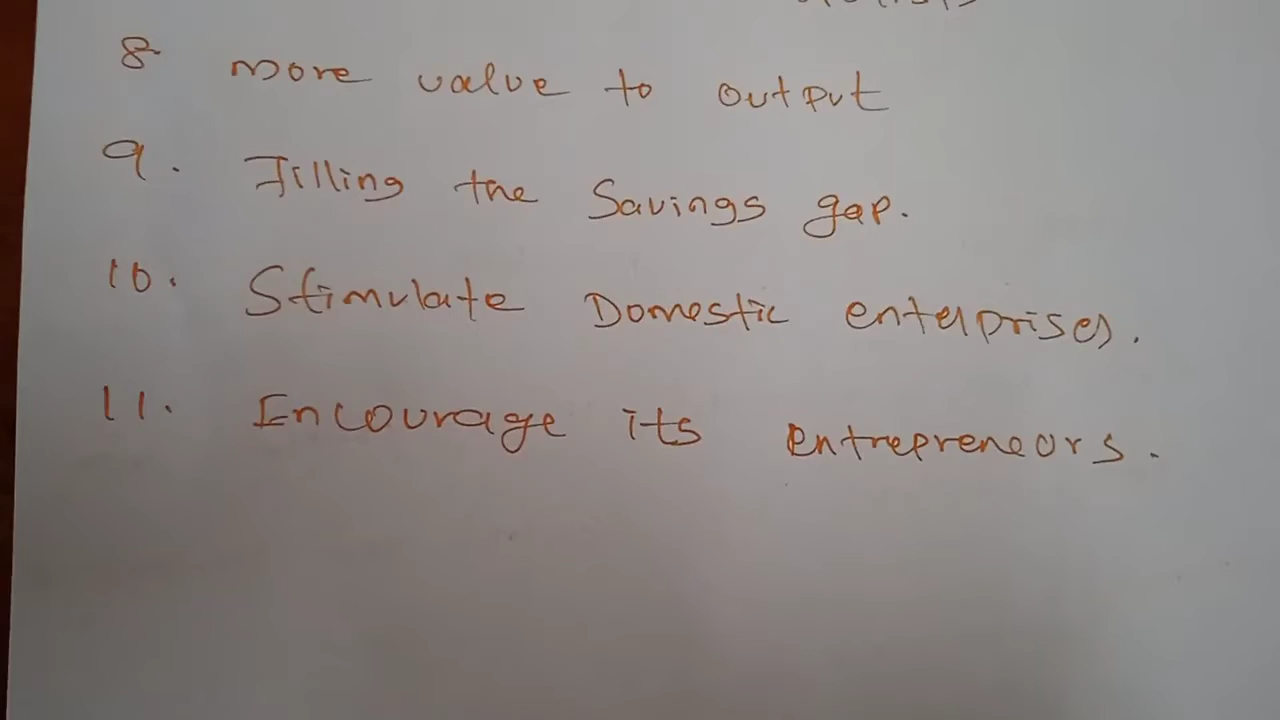 8 more value to output
9. Filling the Savings gap.
10. Stimulate Domestic enterprises.
11. Encourage its entrepreneurs.